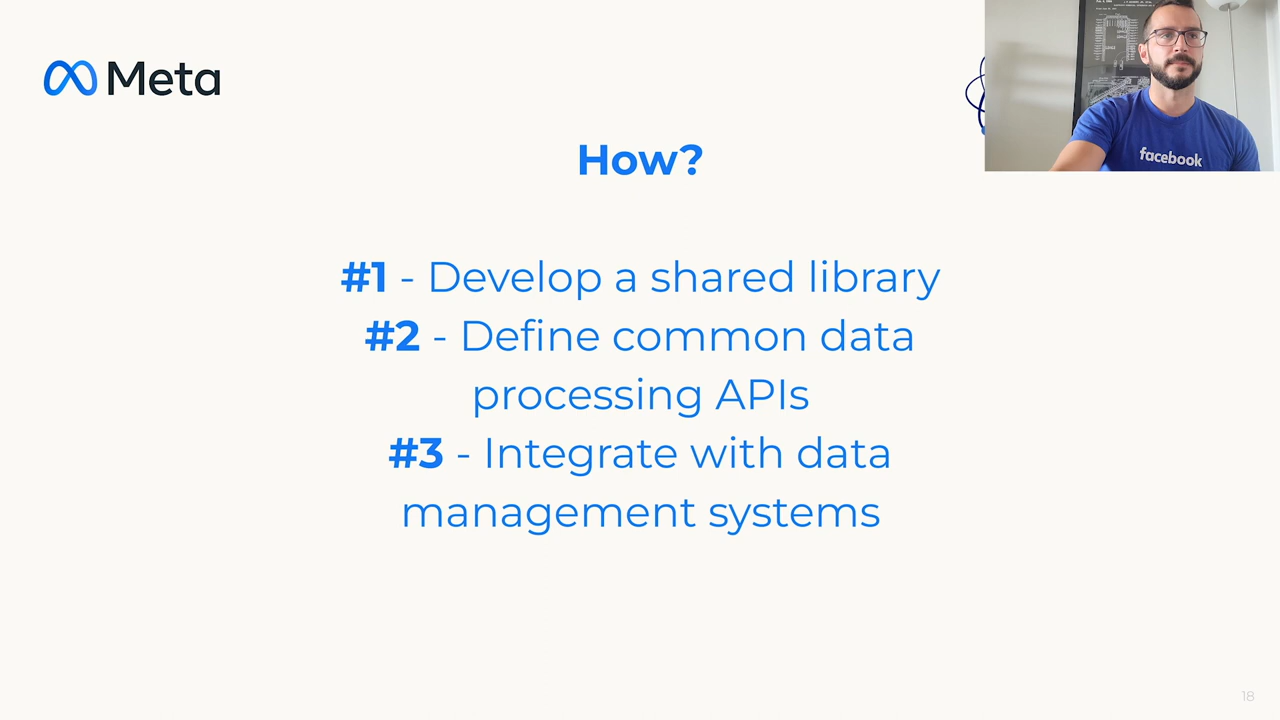 Meta
How?
#1 - Develop a shared library
#2 - Define common data
processing APIs
#3 - Integrate with data
management systems
facebook
18